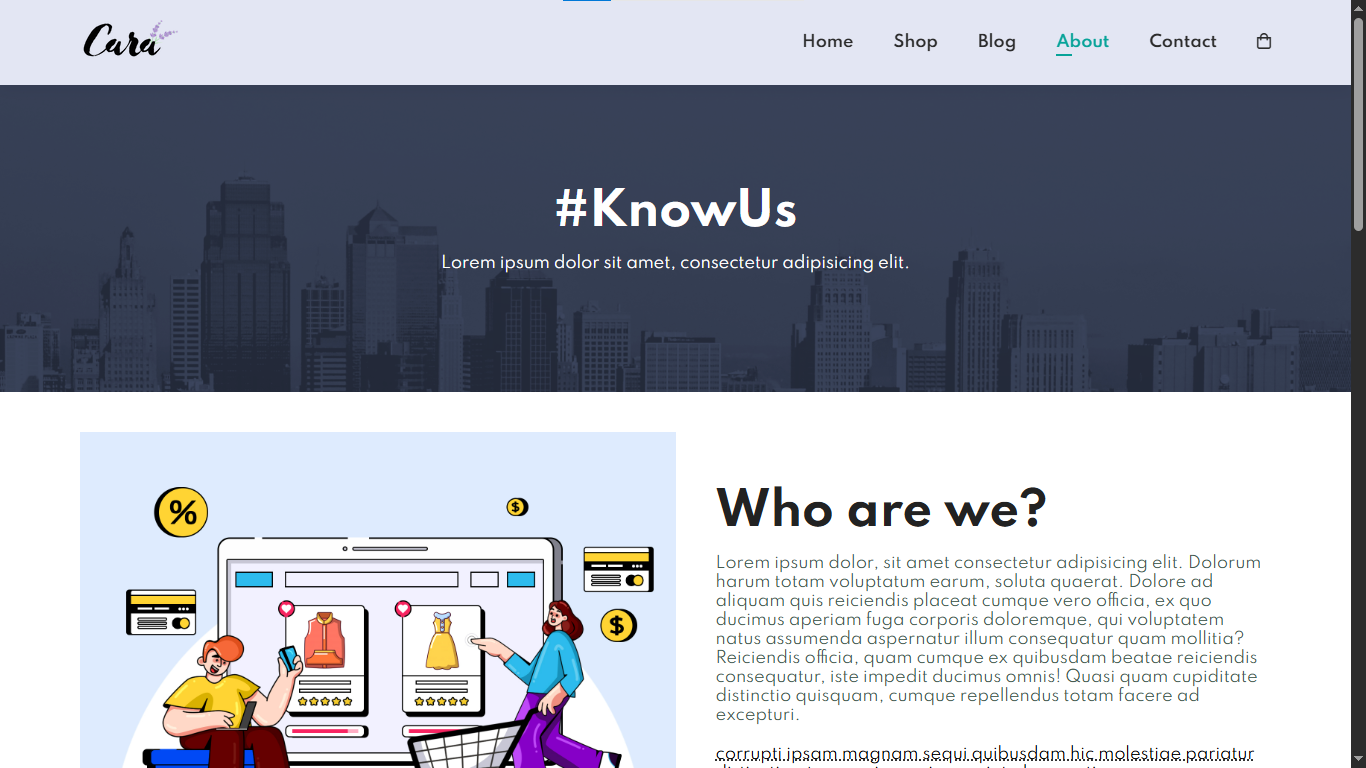 Cara
Home
Shop
Blog
About
Contact
#KnowUs
Lorem ipsum dolor sit amet, consectetur adipisicing elit.
%
$
$
Who are we?
Lorem ipsum dolor, sit amet consectetur adipisicing elit. Dolorum
harum totam voluptatum earum, soluta quaerat. Dolore ad
aliquam quis reiciendis placeat cumque vero officia, ex quo
ducimus aperiam fuga corporis doloremque, qui voluptatem
natus assumenda aspernatur illum consequatur quam mollitia?
Reiciendis officia, quam cumque ex quibusdam beatae reiciendis
consequatur, iste impedit ducimus omnis! Quasi quam cupiditate
distinctio quisquam, cumque repellendus totam facere ad
excepturi.
corrupti ipsam magnam sequi quibusdam hic molestiae pariatur